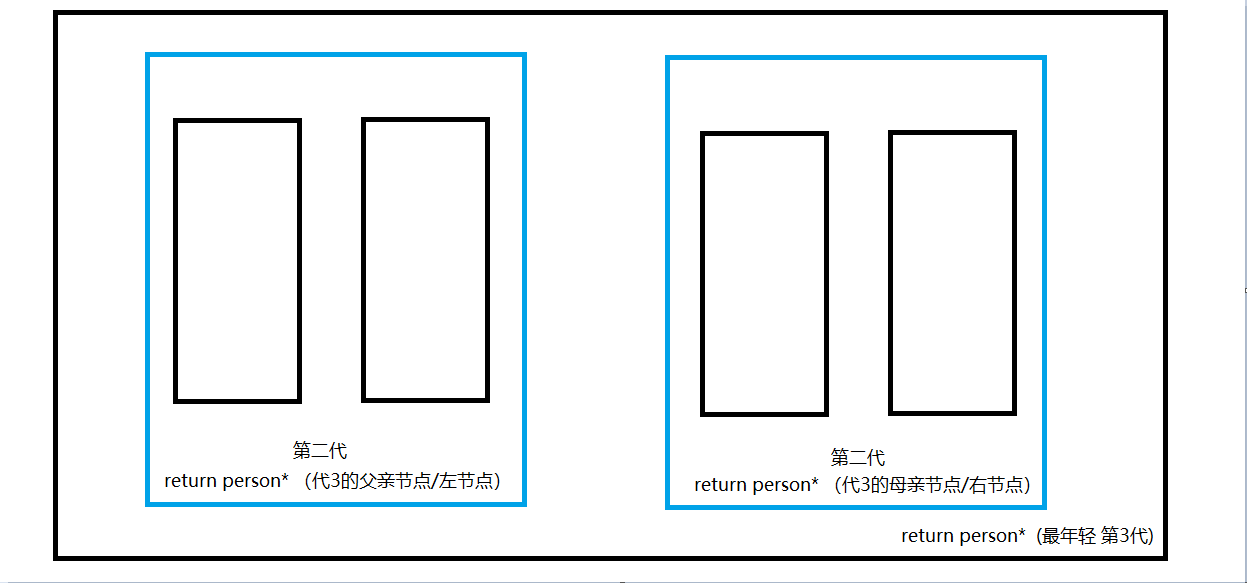 第二代
return person* （代3的父亲节点/左节点）
第二代
return person* （代3的母亲节点/右节点）
return person* (最年轻 第3代)